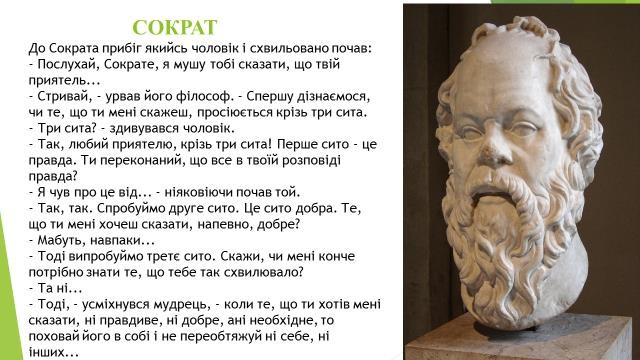 СОКРАТ
До Сократа прибіг якийсь чоловік і схвильовано почав:
- Послухай, Сократе, я мушу тобі сказати, що твій
приятель...
- Стривай, - урвав його філософ. - Спершу дізнаємося,
чи те, що ти мені скажеш, просіюється крізь три сита.
- Три сита? - здивувався чоловік.
- Так, любий приятелю, крізь три сита! Перше сито - це
правда. Ти переконаний, що все в твоїй розповіді
правда?
- Я чув про це від... - ніяковіючи почав той.
- Так, так. Спробуймо друге сито. Це сито добра. Те,
що ти мені хочеш сказати, напевно, добре?
- Мабуть, навпаки...
- Тоді випробуймо третє сито. Скажи, чи мені конче
потрібно знати те, що тебе так схвилювало?
- Та ні...
- Тоді, - усміхнувся мудрець, - коли те, що ти хотів мені
сказати, ні правдиве, ні добре, ані необхідне, то
поховай його в собі і не переобтяжуй ні себе, ні
інших...